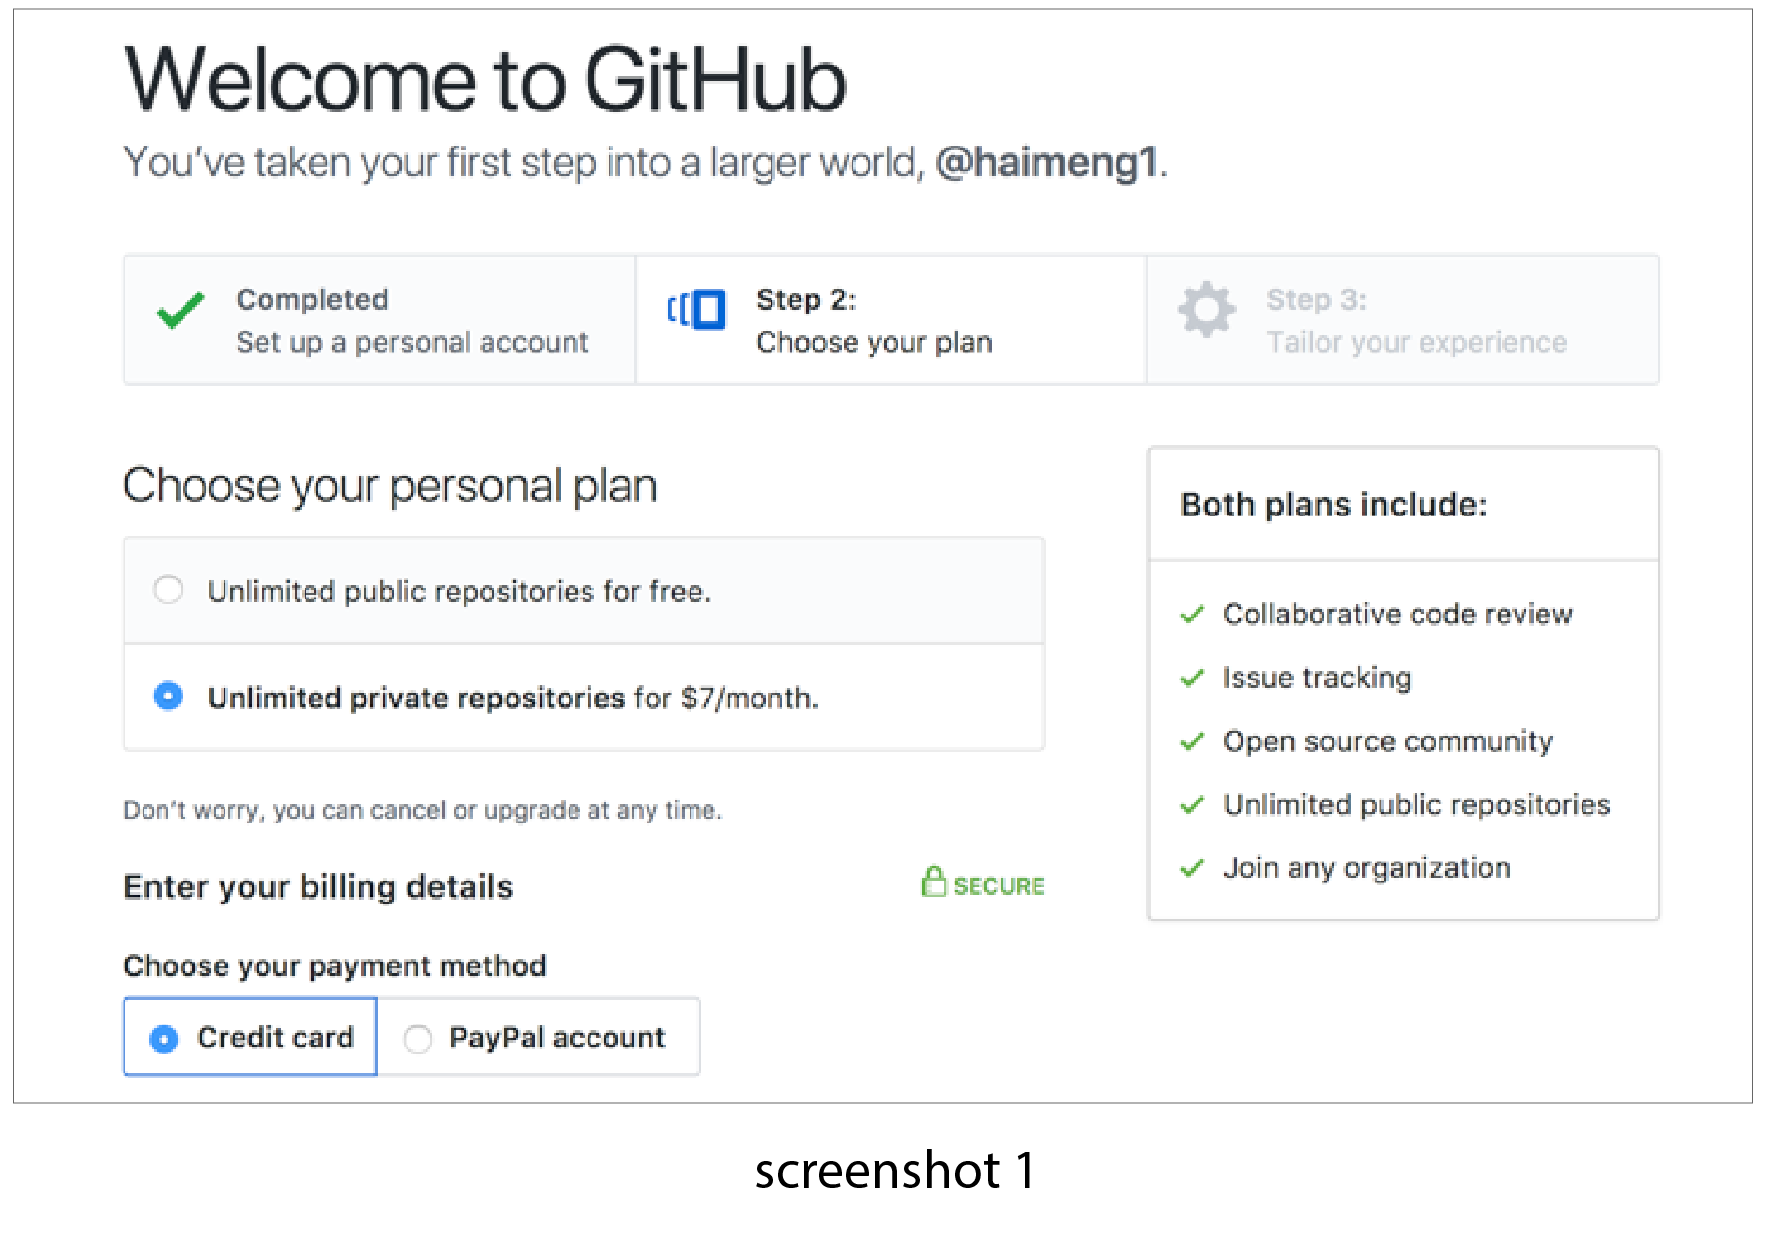 Welcome to GitHub
You've taken your first step into a larger world, @haimeng1.
Completed
Set up a personal account
Step 2:
Choose your plan
Step 3:
Tailor your experience
Choose your personal plan
Unlimited public repositories for free.
Unlimited private repositories for $7/month.
Don't worry, you can cancel or upgrade at any time.
Enter your billing details
SECURE
Choose your payment method
Credit card
PayPal account
Both plans include:
Collaborative code review
Issue tracking
Open source community
Unlimited public repositories
Join any organization
screenshot 1